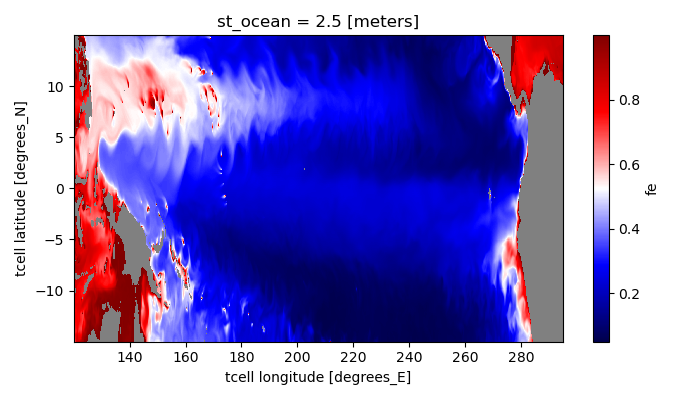 st_ocean = 2.5 [meters]
10
5
0
−5
−10
tcell latitude [degrees_N]
140 160 180 200 220 240 260 280
tcell longitude [degrees_E]
0.8
0.6
0.4
0.2
fe